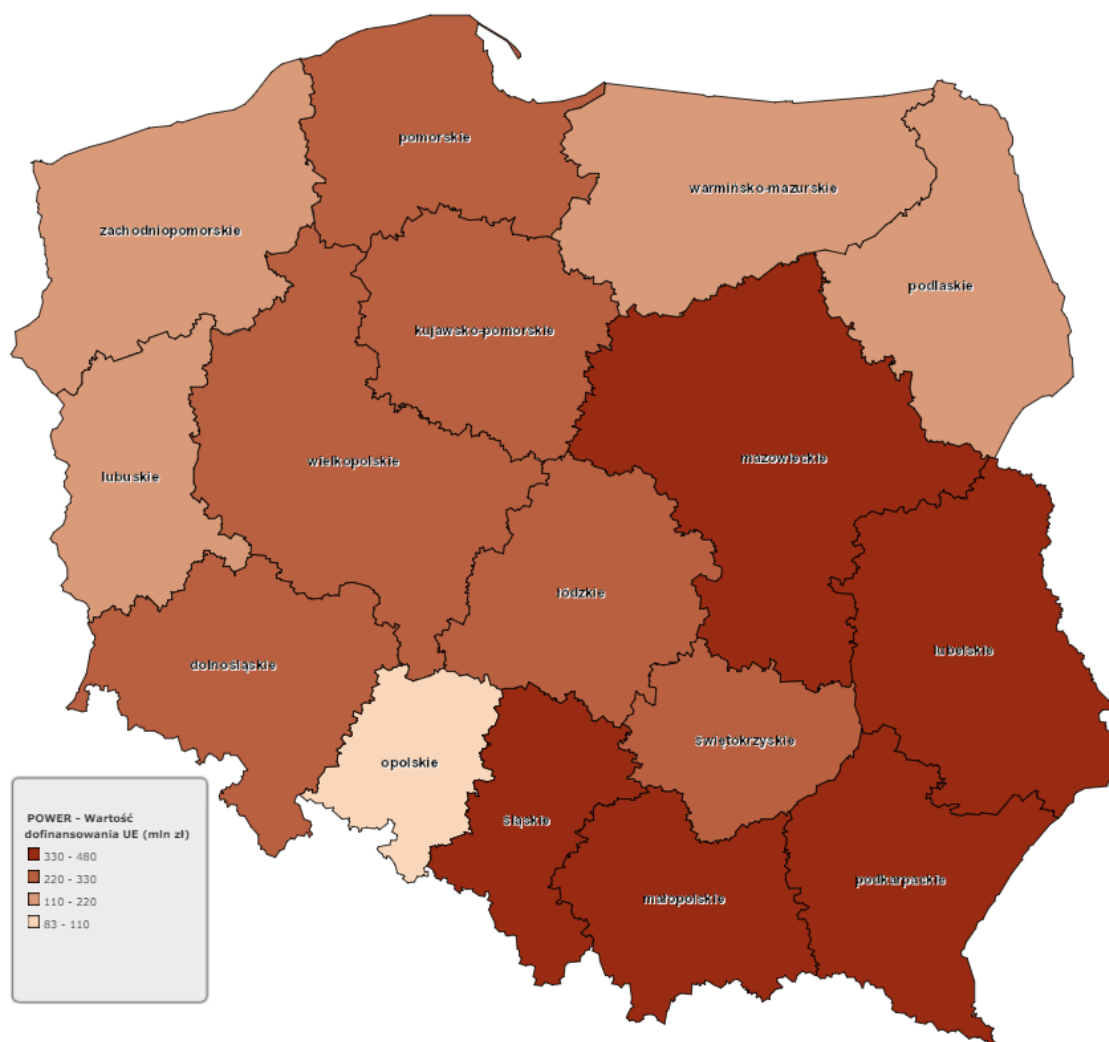 pomorskie
warmińsko-mazurskie
zachodniopomorskie
podlaskie
kujawsko-pomorskie
wielkopolskie
mazowieckie
lubuskie
łódzkie
lubelskie
dolnośląskie
świętokrzyskie
opolskie
śląskie
podkarpackie
małopolskie
POWER - Wartość
dofinansowania UE (mln zł)
330 - 480
220 - 330
110 - 220
83 - 110